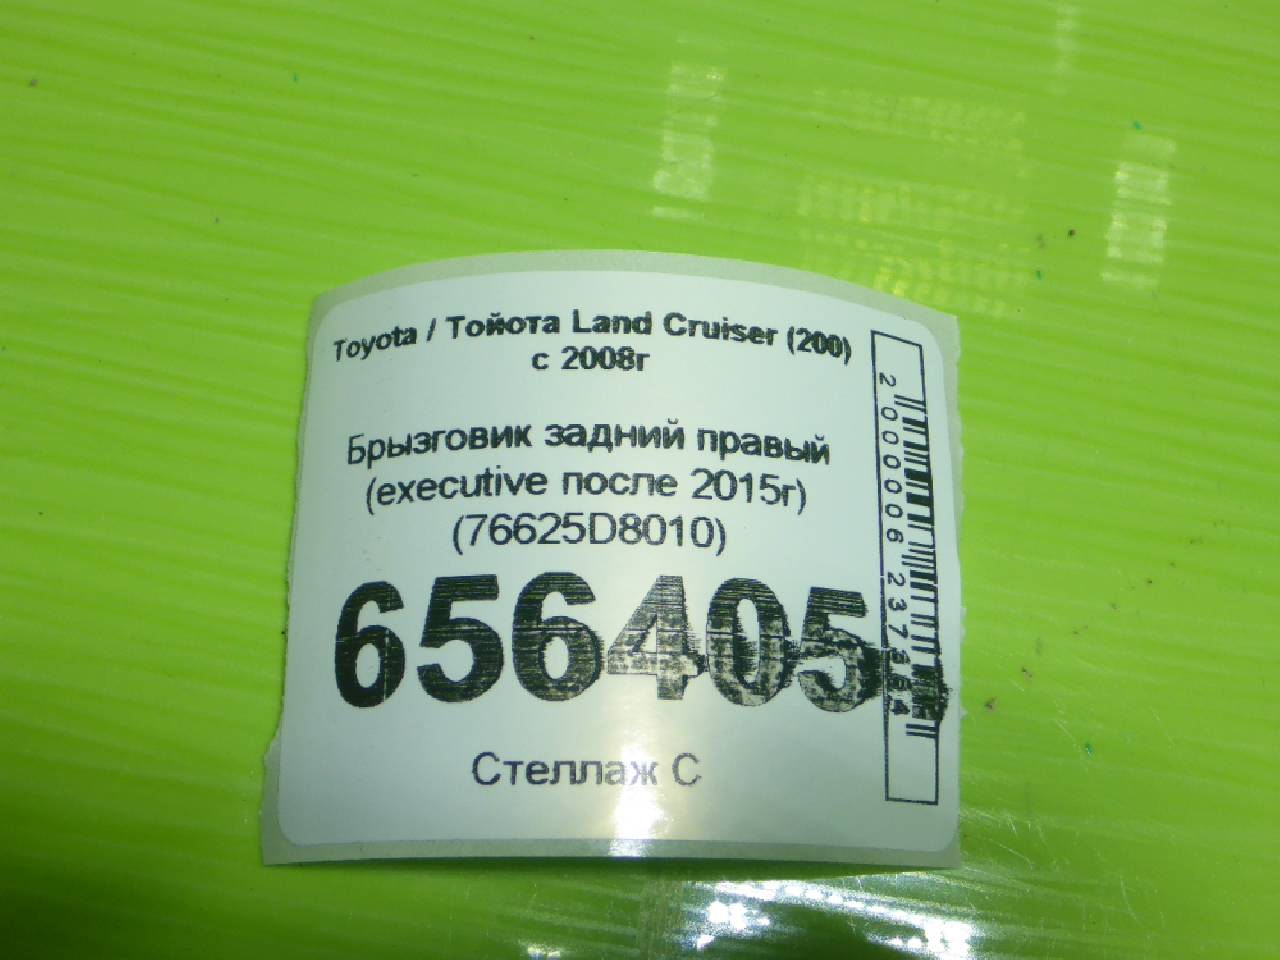 Toyota / Тойота Land Cruiser (200)
с 2008г
Брызговик задний правый
(executive после 2015г)
(76625D8010)
656405
Стеллаж С